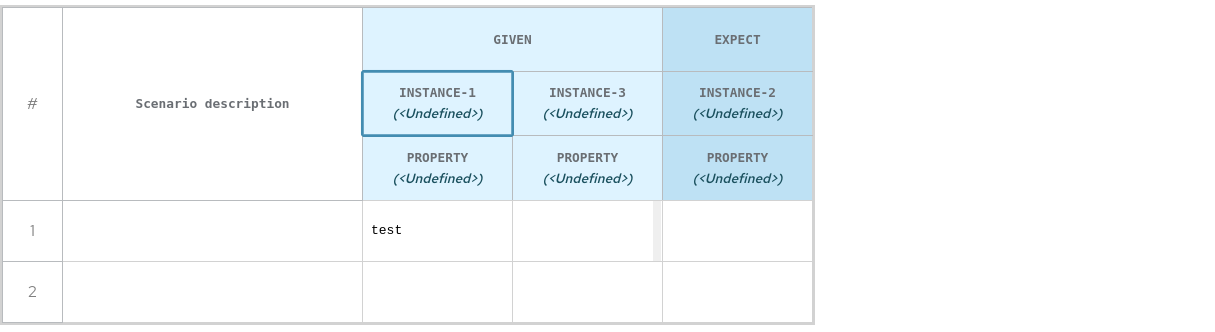 GIVEN
EXPECT
#
Scenario description
INSTANCE-1
(<Undefined>)
INSTANCE-3
(<Undefined>)
INSTANCE-2
(<Undefined>)
PROPERTY
(<Undefined>)
PROPERTY
(<Undefined>)
PROPERTY
(<Undefined>)
1
test
2